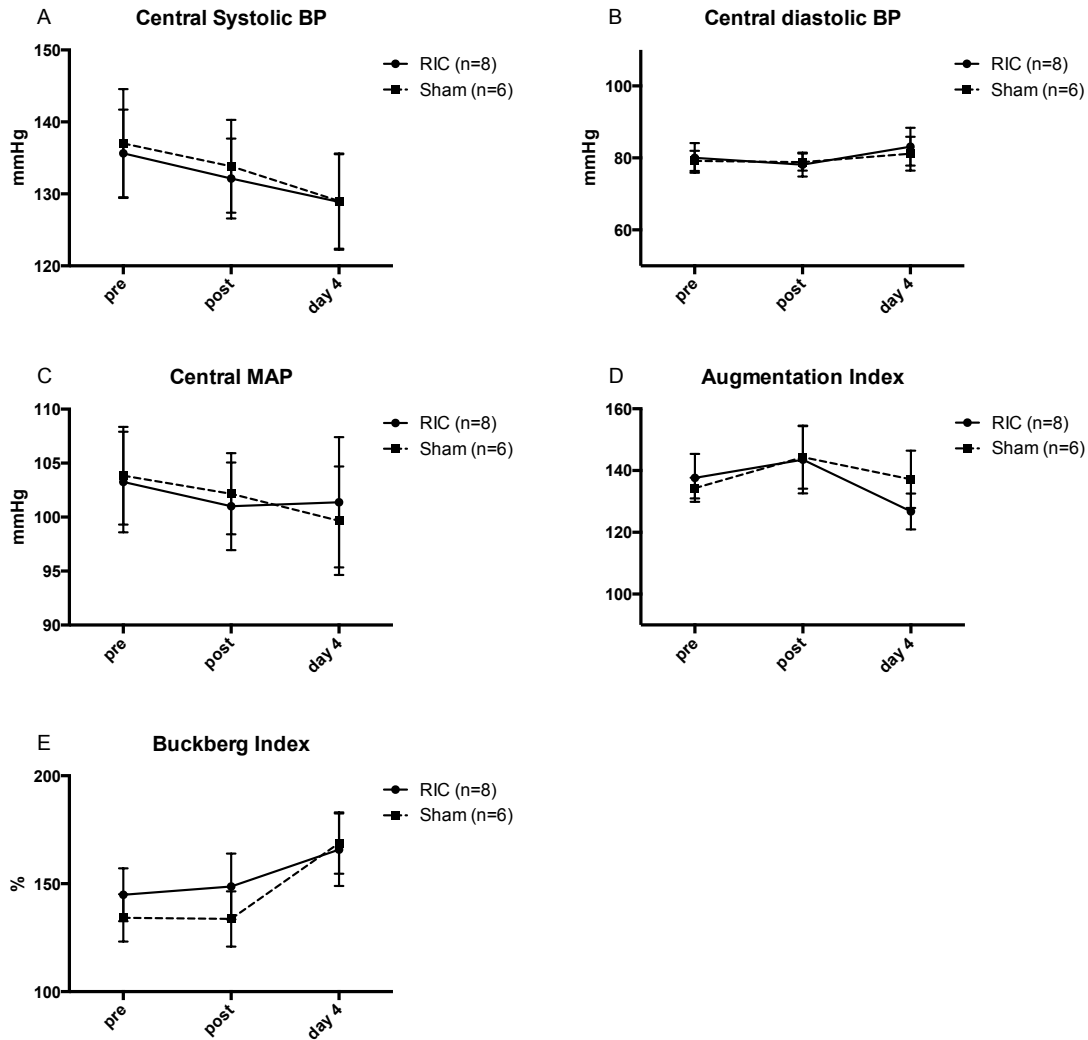 A
Central Systolic BP
150
140
130
120
mmHg
pre
post
day 4
RIC (n=8)
Sham (n=6)
B
Central diastolic BP
100
80
60
mmHg
pre
post
day 4
RIC (n=8)
Sham (n=6)
C
Central MAP
110
105
100
95
90
mmHg
pre
post
day 4
RIC (n=8)
Sham (n=6)
D
Augmentation Index
160
140
120
100
pre
post
day 4
RIC (n=8)
Sham (n=6)
E
Buckberg Index
200
150
100
%
pre
post
day 4
RIC (n=8)
Sham (n=6)